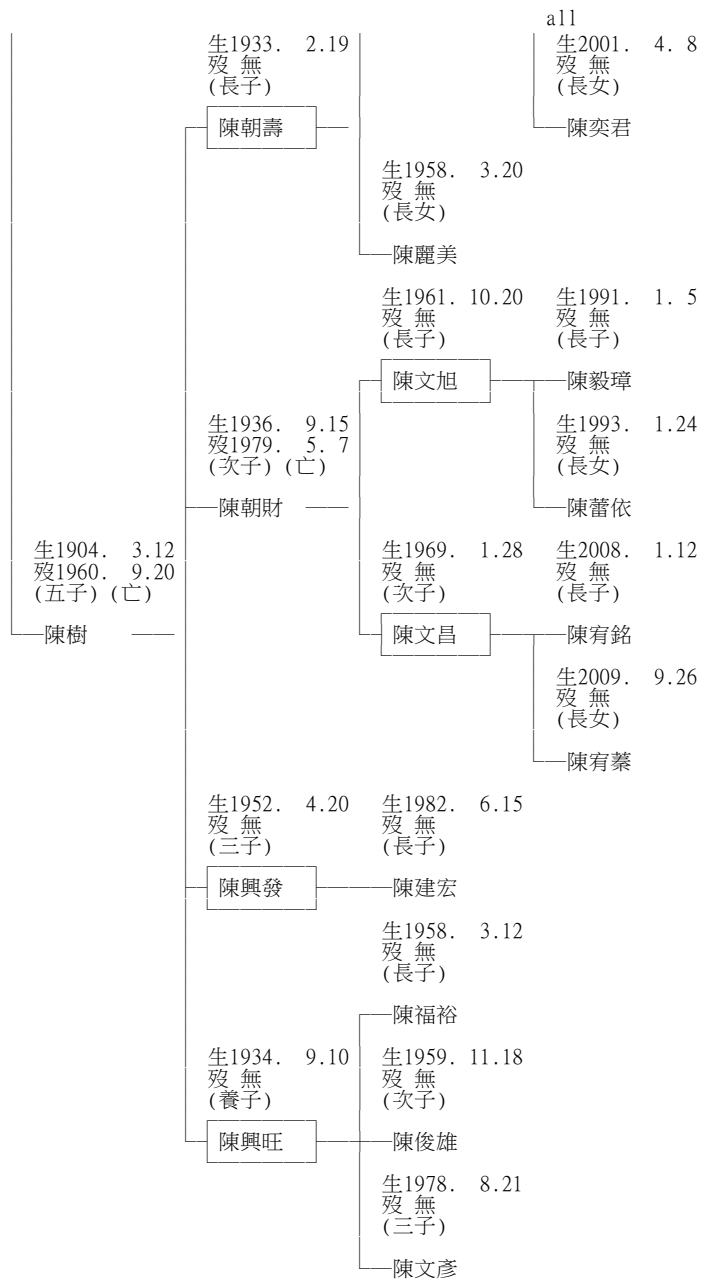 all
生1933. 2.19 生2001. 4. 8
歿 無 歿 無
(長子) (長女)
陳朝壽 陳奕君
生1958. 3.20
歿 無
(長女)
陳麗美
生1961. 10.20 生1991. 1. 5
歿 無 歿 無
(長子) (長子)
陳文旭 陳毅璋
生1936. 9.15 生1993. 1.24
歿1979. 5. 7 歿 無
(次子)(亡) (長女)
陳朝財 陳蕾依
生1904. 3.12 生1969. 1.28 生2008. 1.12
歿1960. 9.20 歿 無 歿 無
(五子)(亡) (次子) (長子)
陳樹 陳文昌 陳宥銘
生2009. 9.26
歿 無
(長女)
陳宥蓁
生1952. 4.20 生1982. 6.15
歿 無 歿 無
(三子) (長子)
陳興發 陳建宏
生1958. 3.12
歿 無
(長子)
陳福裕
生1934. 9.10 生1959. 11.18
歿 無 歿 無
(養子) (次子)
陳興旺 陳俊雄
生1978. 8.21
歿 無
(三子)
陳文彥